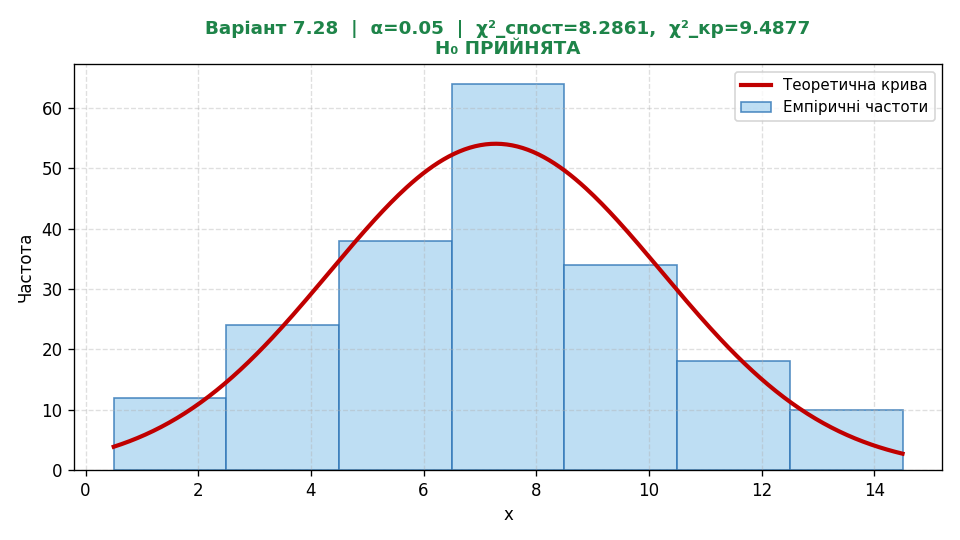 Варіант 7.28 | α=0.05 | χ²_спост=8.2861, χ²_кр=9.4877
H₀ ПРИЙНЯТА
Теоретична крива
Емпіричні частоти
Частота
60
50
40
30
20
10
0
0 2 4 6 8 10 12 14
x